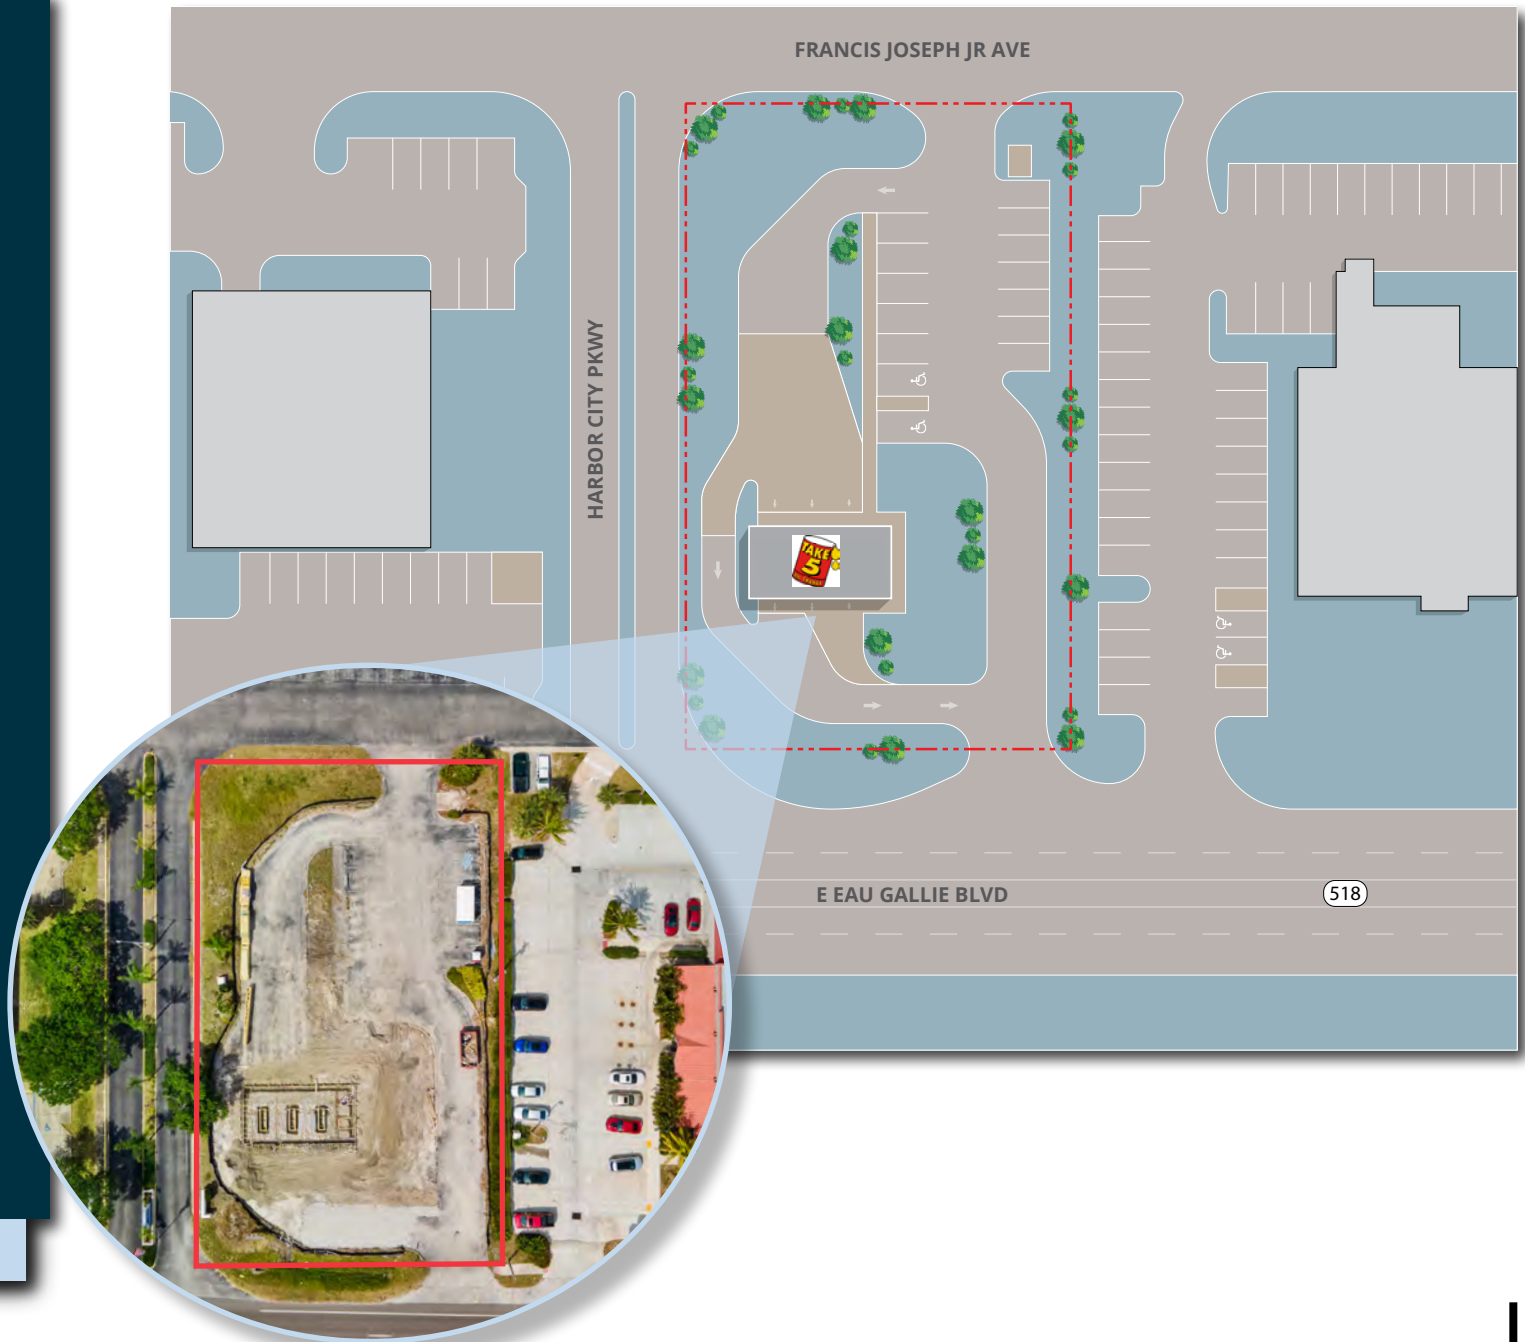 FRANCIS JOSEPH JR AVE
HARBOR CITY PKWY
TAKE
5
E EAU GALLIE BLVD
518